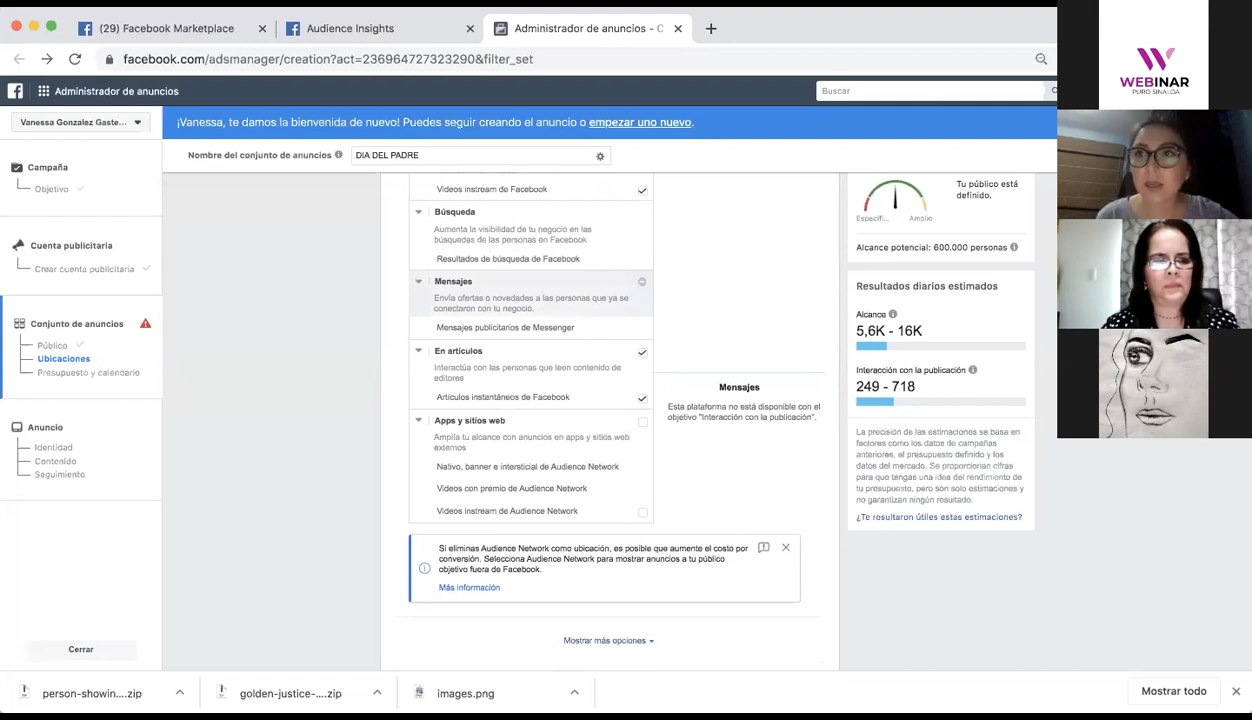 (29) Facebook Marketplace
Audience Insights
Administrador de anuncios - C
facebook.com/adsmanager/creation?act=236964727323290&filter_set
Administrador de anuncios
Buscar
Vanessa Gonzalez Gaste...
¡Vanessa, te damos la bienvenida de nuevo! Puedes seguir creando el anuncio o empezar uno nuevo.
Nombre del conjunto de anuncios
DIA DEL PADRE
Campaña
Objetivo
Cuenta publicitaria
Crear cuenta publicitaria
Conjunto de anuncios
Público
Ubicaciones
Presupuesto y calendario
Anuncio
Identidad
Contenido
Seguimiento
Cerrar
Videos instream de Facebook
Búsqueda
Aumenta la visibilidad de tu negocio en las
búsquedas de las personas en Facebook
Resultados de búsqueda de Facebook
Mensajes
Envía ofertas o novedades a las personas que ya se
conectaron con tu negocio.
Mensajes publicitarios de Messenger
En artículos
Interactúa con las personas que leen contenido de
editores
Artículos instantáneos de Facebook
Apps y sitios web
Amplía tu alcance con anuncios en apps y sitios web
externos
Nativo, banner e intersticial de Audience Network
Videos con premio de Audience Network
Videos instream de Audience Network
Mensajes
Esta plataforma no está disponible con el
objetivo "Interacción con la publicación".
Si eliminas Audience Network como ubicación, es posible que aumente el costo por
conversión. Selecciona Audience Network para mostrar anuncios a tu público
objetivo fuera de Facebook.
Más información
Mostrar más opciones
Tu público está
definido.
Especifi...
Amplio
Alcance potencial: 600.000 personas
Resultados diarios estimados
Alcance
5,6K - 16K
Interacción con la publicación
249 - 718
La precisión de las estimaciones se basa en
factores como los datos de campañas
anteriores, el presupuesto definido y los
datos del mercado. Se proporcionan cifras
para que tengas una idea del rendimiento de
tu presupuesto, pero son solo estimaciones y
no garantizan ningún resultado.
¿Te resultaron útiles estas estimaciones?
WEBINAR
PURO SINALOA
person-showin....zip
golden-justice-....zip
images.png
Mostrar todo